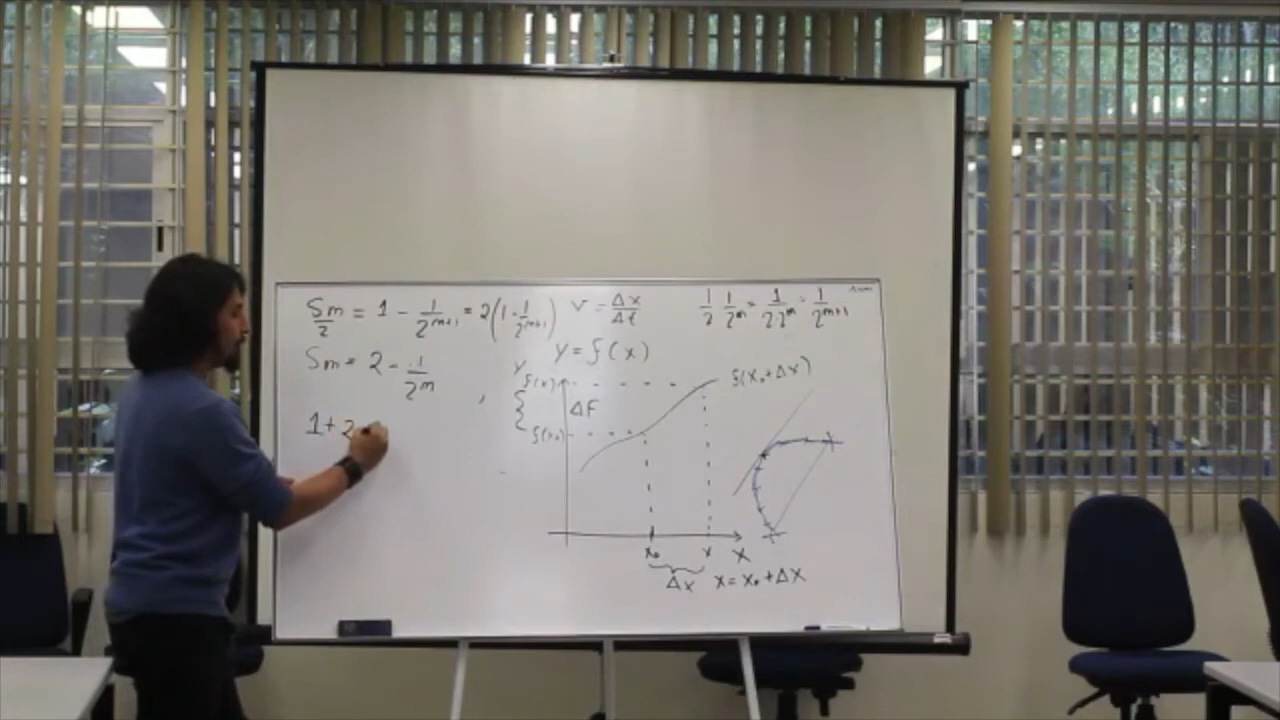 Sm/2 = 1 - 1/2^(m+1) = 2(1 - 1/2^(m+1))
v = Δx/Δt
1/2 · 1/2^m = 1/(2·2^m) = 1/2^(m+1)
Sm = 2 - 1/2^m
y = f(x)
y
f(x)
f(x₀+Δx)
ΔF
1 + 2
f(x₀)
x₀
x
X
Δx
x = x₀ + Δx